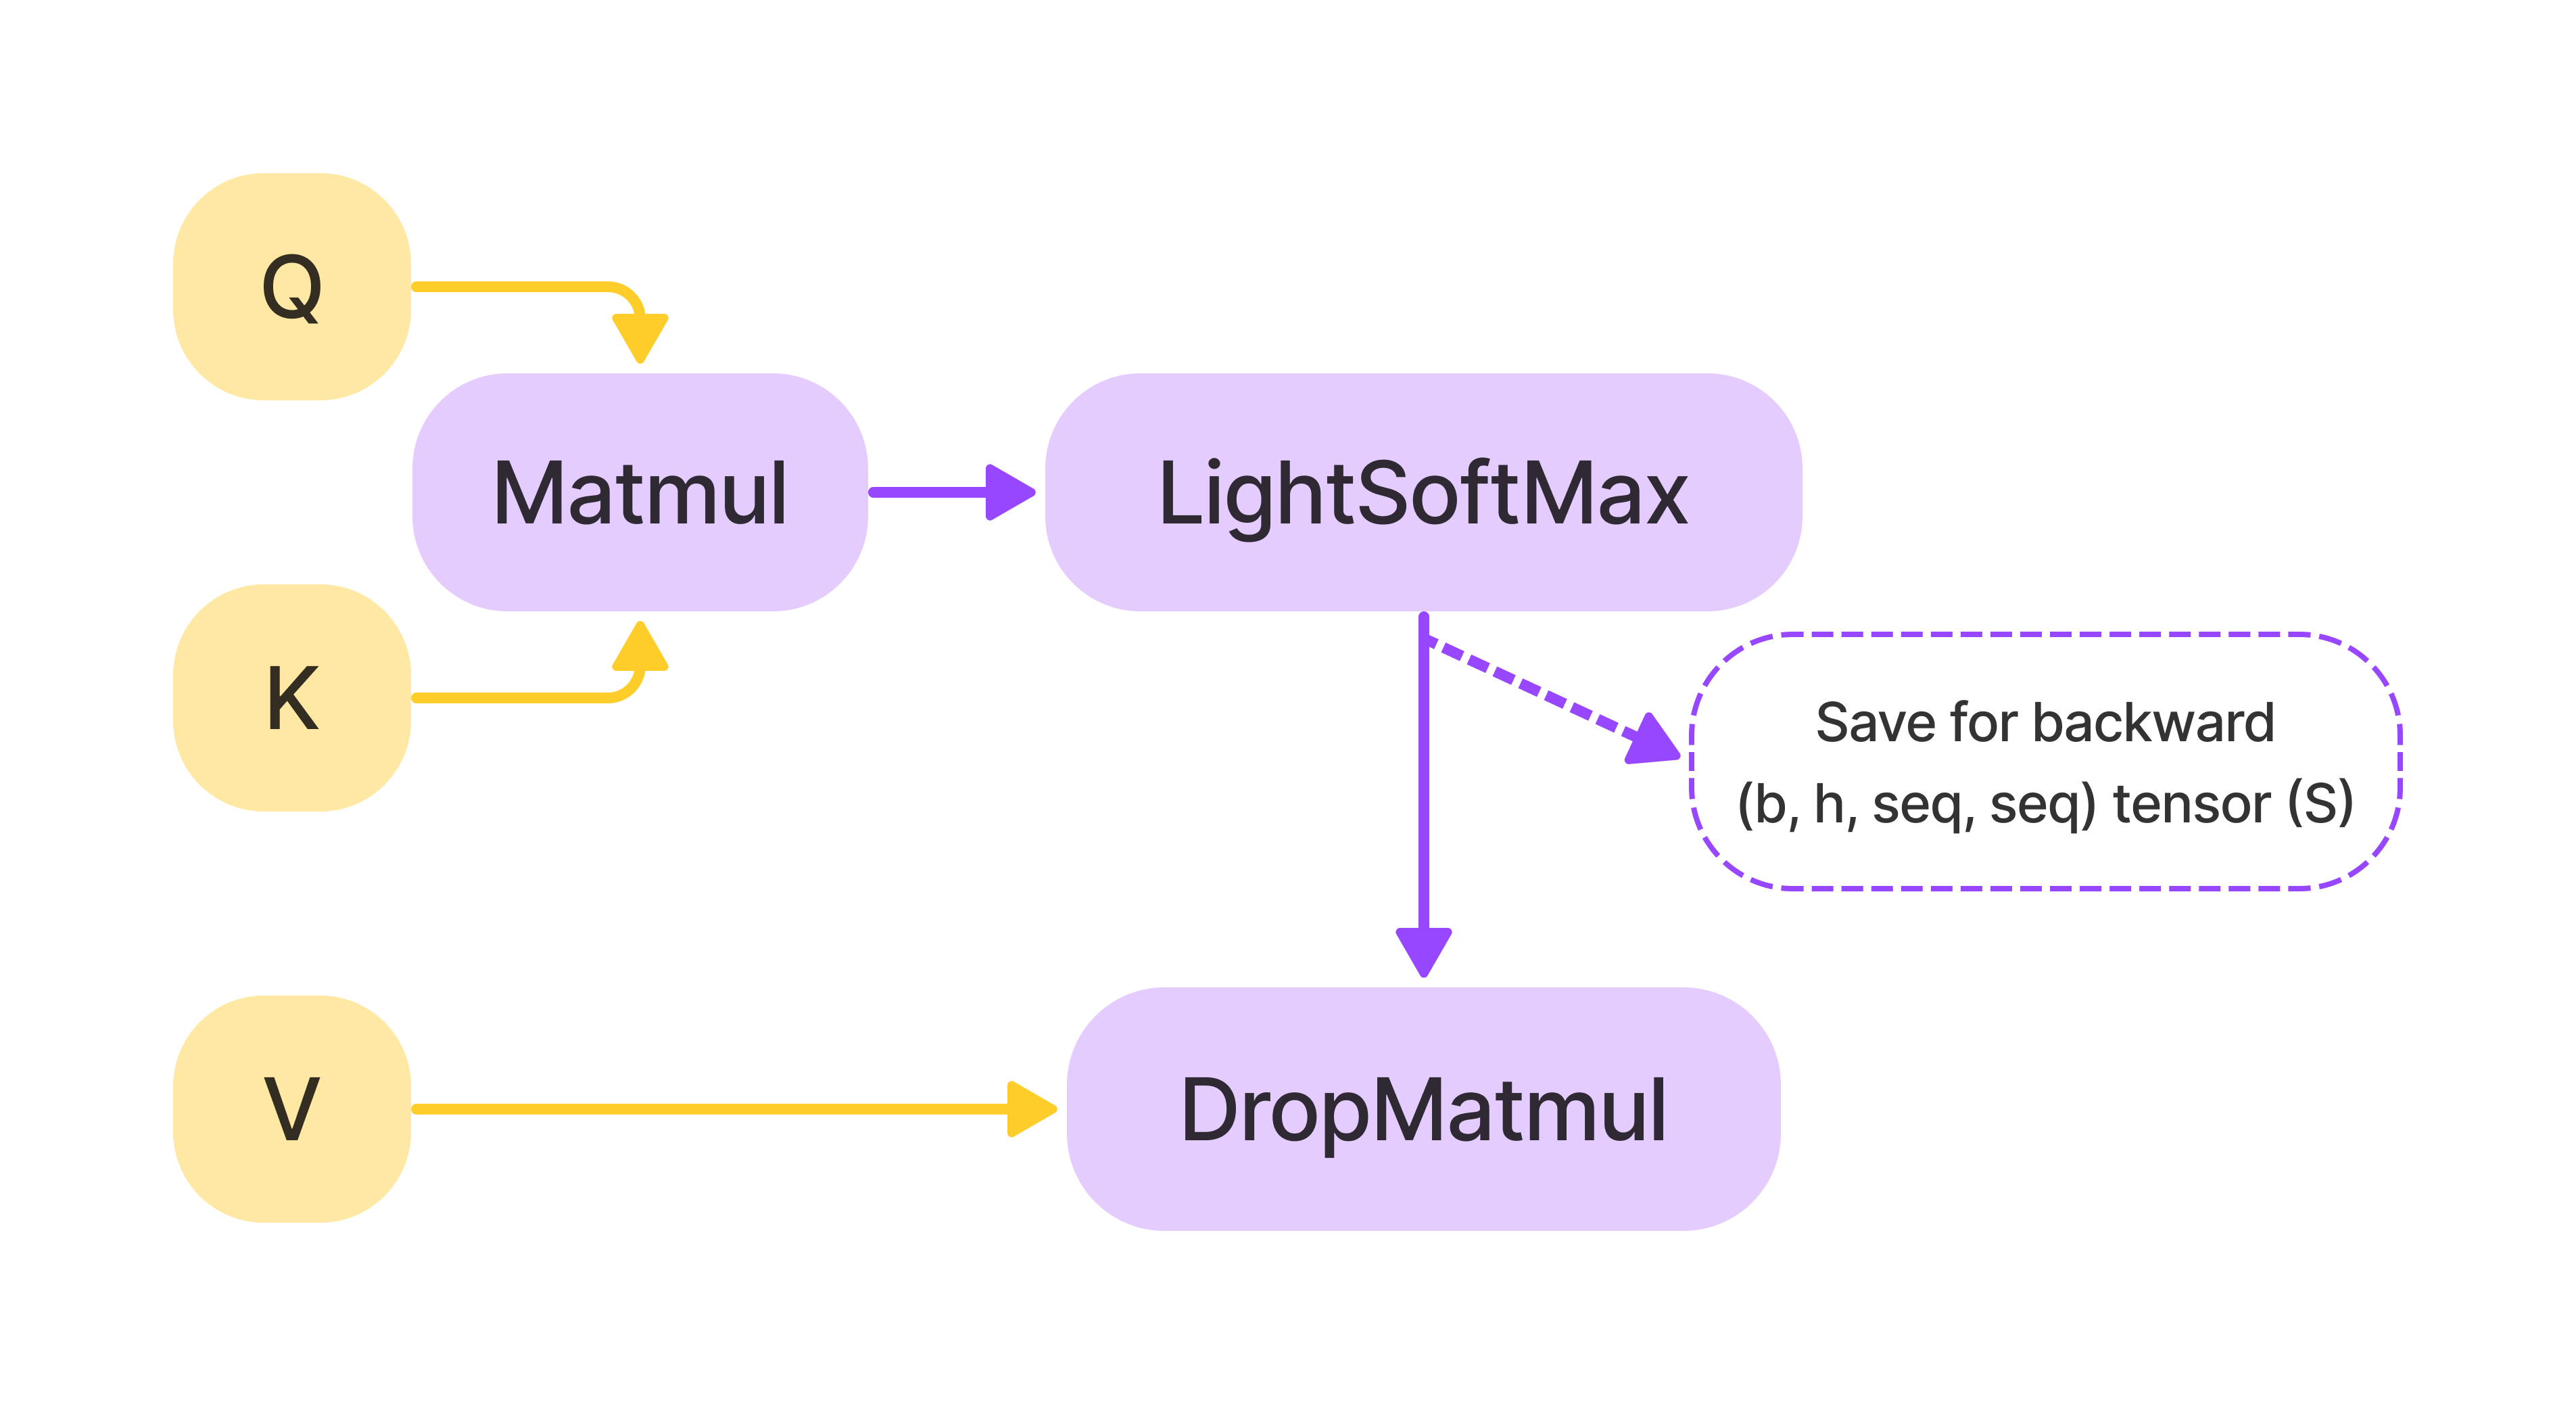 Q
Matmul
LightSoftMax
K
Save for backward
(b, h, seq, seq) tensor (S)
V
DropMatmul